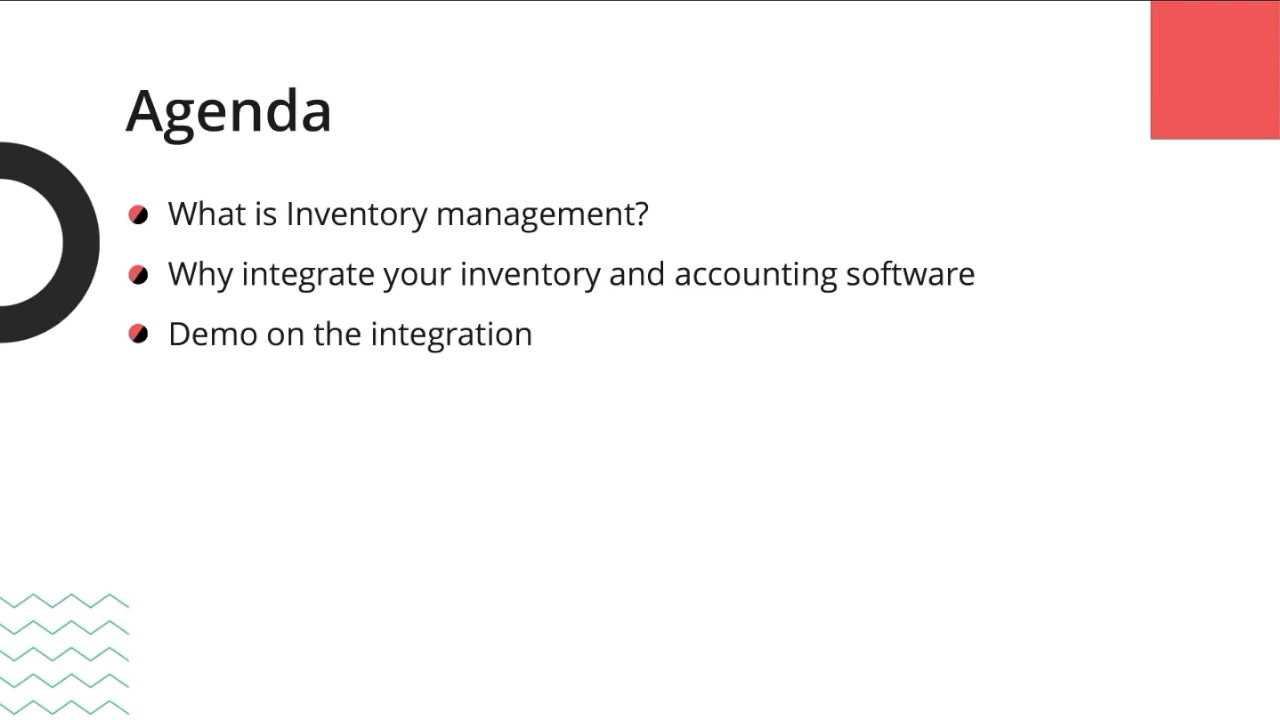 Agenda
What is Inventory management?
Why integrate your inventory and accounting software
Demo on the integration